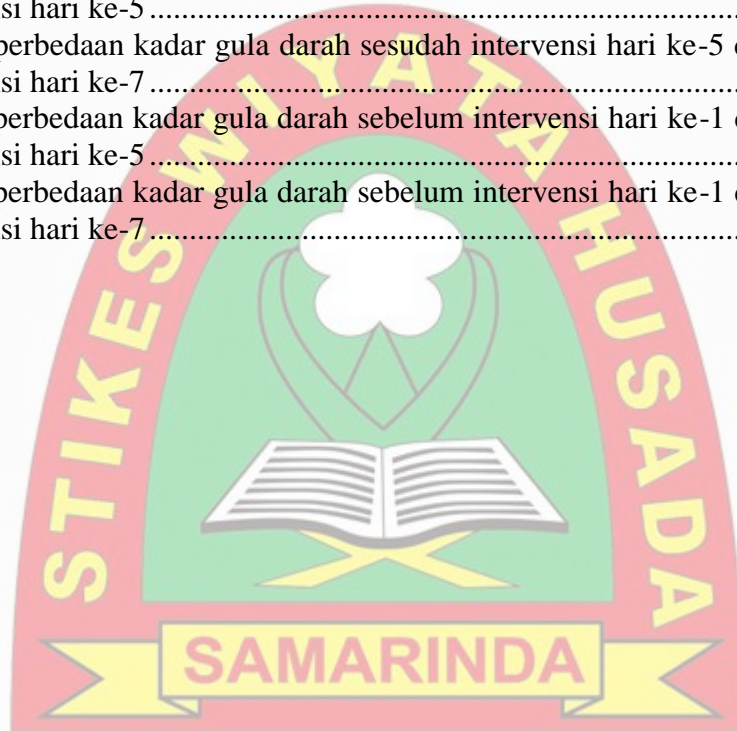 si hari ke-5 ........................................................................................
perbedaan kadar gula darah sesudah intervensi hari ke-5
si hari ke-7 ........................................................................................
perbedaan kadar gula darah sebelum intervensi hari ke-1
si hari ke-5 ........................................................................................
perbedaan kadar gula darah sebelum intervensi hari ke-1
si hari ke-7 ........................................................................................
STIKES WIYATA HUSADA
SAMARINDA